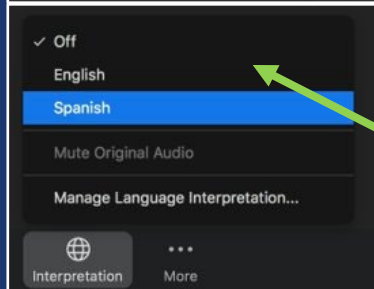 ✓ Off
English
Spanish
Mute Original Audio
Manage Language Interpretation...
Interpretation
More